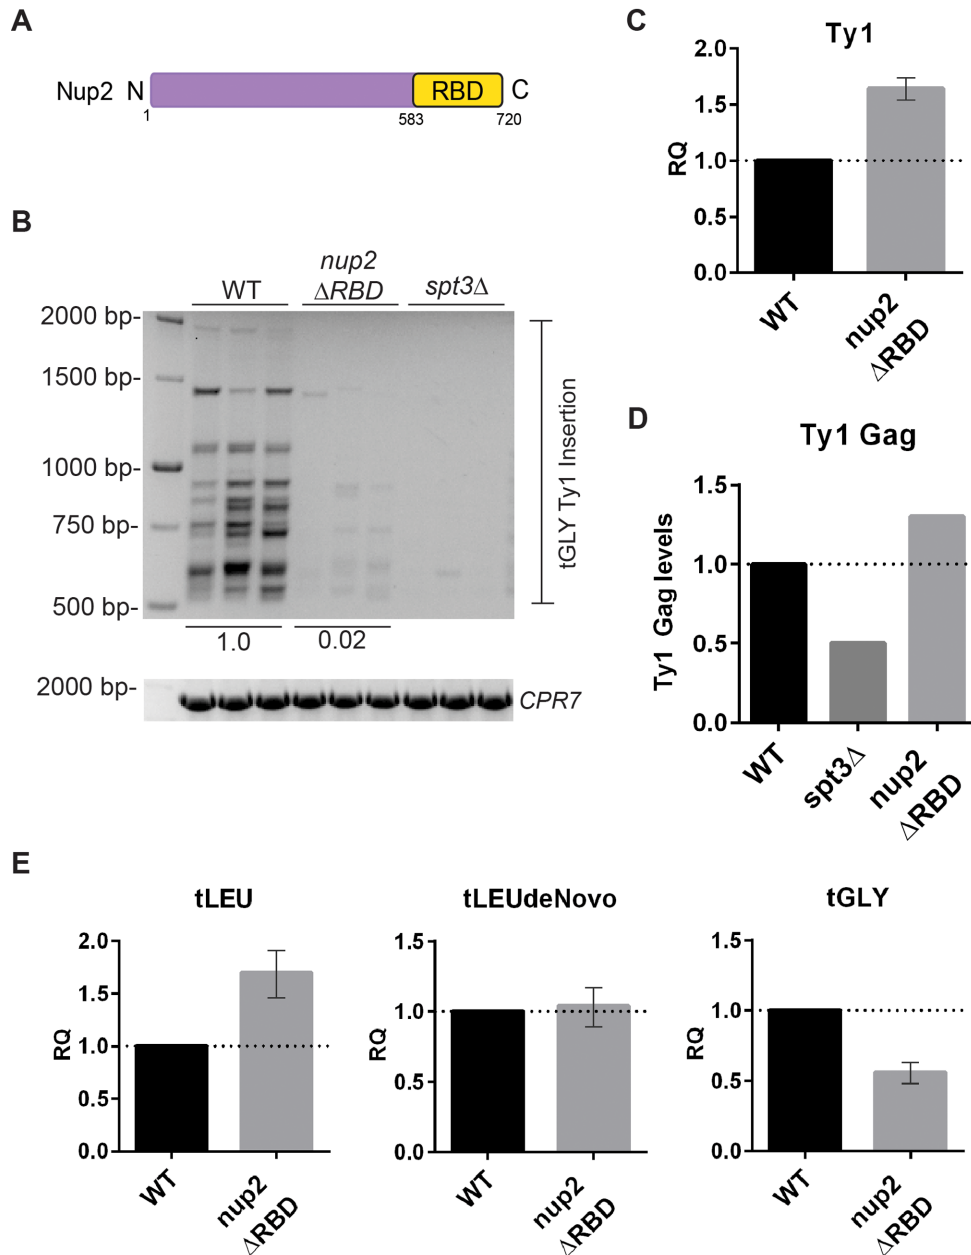 A
Nup2 N RBD C
1 583 720
B
WT nup2 ΔRBD spt3Δ
2000 bp-
1500 bp-
1000 bp-
750 bp-
500 bp-
tGLY Ty1 Insertion
1.0 0.02
2000 bp-
CPR7
C
Ty1
RQ
2.0
1.5
1.0
0.5
0.0
WT
nup2
ΔRBD
D
Ty1 Gag
Ty1 Gag levels
1.5
1.0
0.5
0.0
WT
spt3Δ
nup2
ΔRBD
E
tLEU
RQ
2.0
1.5
1.0
0.5
0.0
WT
nup2
ΔRBD
tLEUdeNovo
RQ
1.5
1.0
0.5
0.0
WT
nup2
ΔRBD
tGLY
RQ
1.5
1.0
0.5
0.0
WT
nup2
ΔRBD